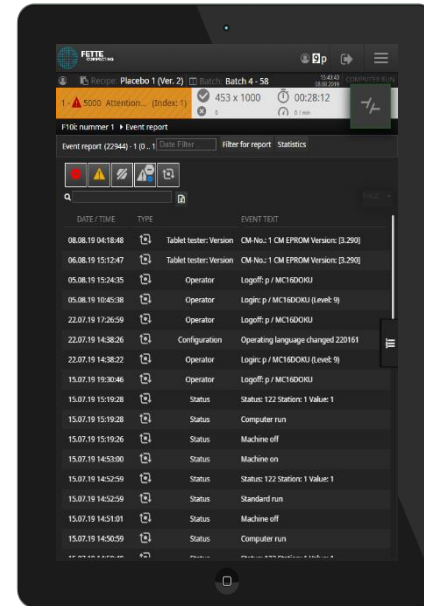 FETTE
COMPACTING
9 p
Recipe: Placebo 1 (Ver. 2) Batch: Batch 4 - 58
15:43:43
08.08.2019
COMPUTER RUN
1 - 5000 Attention... (Index: 1)
453 x 1000
00:28:12
0
0 /min
F10i: nummer 1 ▸ Event report
Event report (22944) - 1 (0 .. 1
Date Filter
Filter for report
Statistics
PAGE
DATE / TIME TYPE EVENT TEXT
08.08.19 04:18:48 Tablet tester: Version CM-No.: 1 CM EPROM Version: [3.290]
06.08.19 15:12:47 Tablet tester: Version CM-No.: 1 CM EPROM Version: [3.290]
05.08.19 15:24:35 Operator Logoff: p / MC16DOKU
05.08.19 10:45:38 Operator Login: p / MC16DOKU (Level: 9)
22.07.19 17:26:59 Operator Logoff: p / MC16DOKU
22.07.19 14:38:26 Configuration Operating language changed 220161
22.07.19 14:38:22 Operator Login: p / MC16DOKU (Level: 9)
15.07.19 19:30:46 Operator Logoff: p / MC16DOKU
15.07.19 15:19:28 Status Status: 122 Station: 1 Value: 1
15.07.19 15:19:28 Status Computer run
15.07.19 15:19:26 Status Machine off
15.07.19 14:53:00 Status Machine on
15.07.19 14:52:59 Status Status: 122 Station: 1 Value: 1
15.07.19 14:52:59 Status Standard run
15.07.19 14:51:01 Status Machine off
15.07.19 14:50:59 Status Computer run